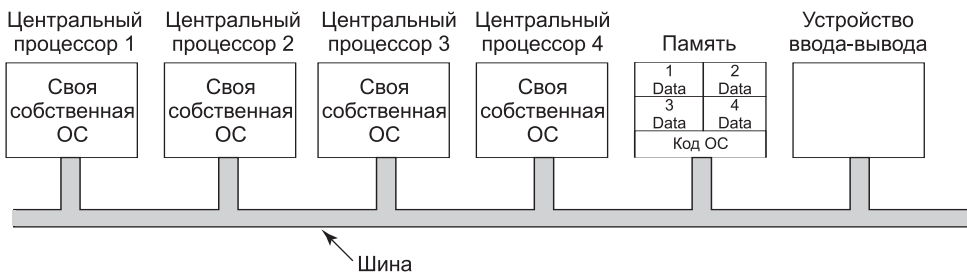 Центральный
процессор 1
Центральный
процессор 2
Центральный
процессор 3
Центральный
процессор 4
Память
Устройство
ввода-вывода
Своя
собственная
ОС
Своя
собственная
ОС
Своя
собственная
ОС
Своя
собственная
ОС
1
Data
2
Data
3
Data
4
Data
Код ОС
Шина